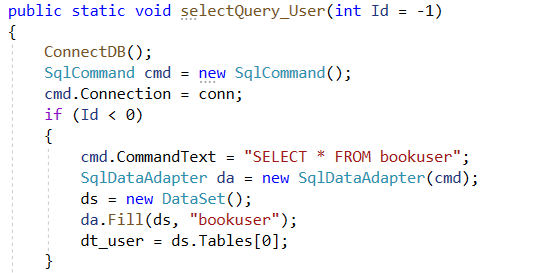 public static void selectQuery_User(int Id = -1)
{
    ConnectDB();
    SqlCommand cmd = new SqlCommand();
    cmd.Connection = conn;
    if (Id < 0)
    {
        cmd.CommandText = "SELECT * FROM bookuser";
        SqlDataAdapter da = new SqlDataAdapter(cmd);
        ds = new DataSet();
        da.Fill(ds, "bookuser");
        dt_user = ds.Tables[0];
    }